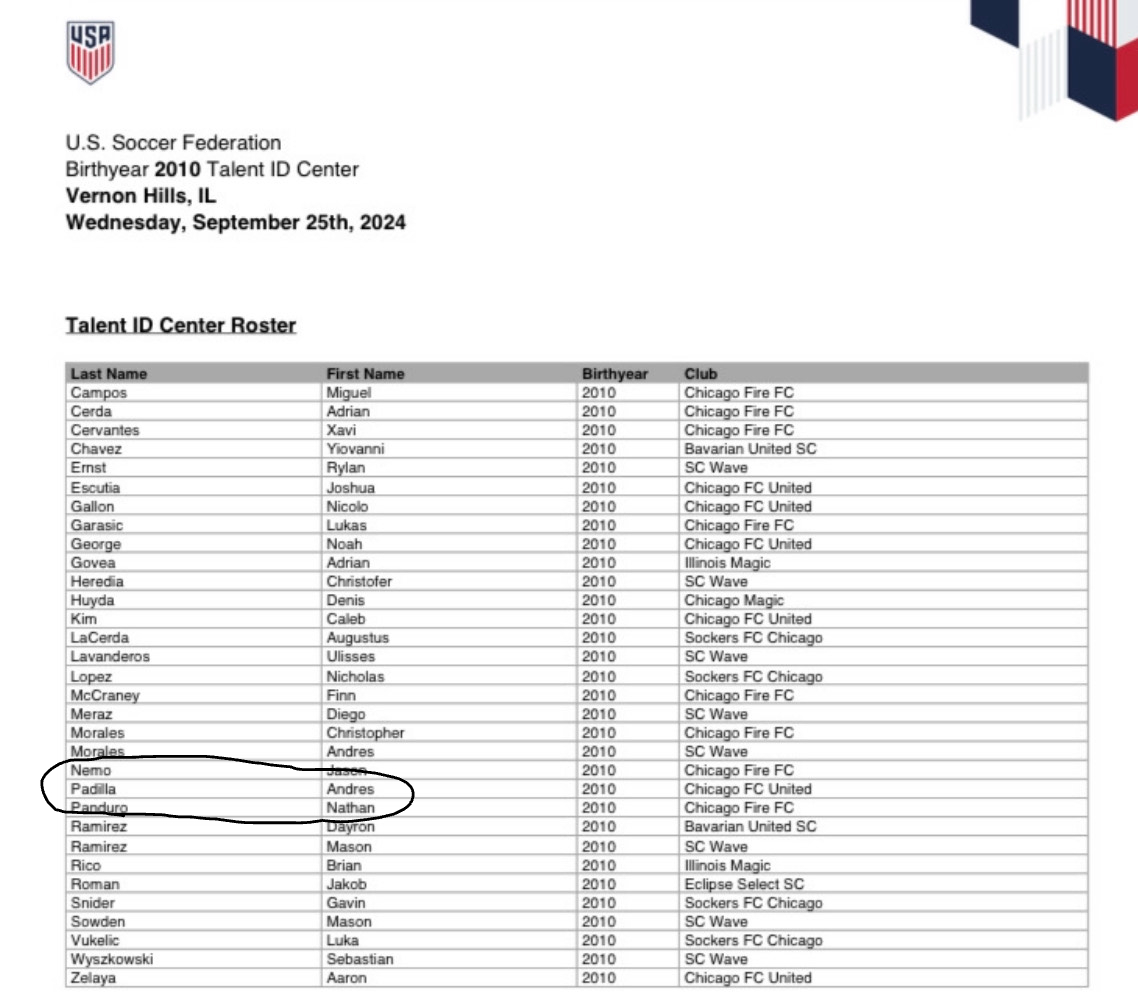 USA
U.S. Soccer Federation
Birthyear 2010 Talent ID Center
Vernon Hills, IL
Wednesday, September 25th, 2024
Talent ID Center Roster
Last Name First Name Birthyear Club
Campos Miguel 2010 Chicago Fire FC
Cerda Adrian 2010 Chicago Fire FC
Cervantes Xavi 2010 Chicago Fire FC
Chavez Yiovanni 2010 Bavarian United SC
Ernst Rylan 2010 SC Wave
Escutia Joshua 2010 Chicago FC United
Gallon Nicolo 2010 Chicago FC United
Garasic Lukas 2010 Chicago Fire FC
George Noah 2010 Chicago FC United
Govea Adrian 2010 Illinois Magic
Heredia Christofer 2010 SC Wave
Huyda Denis 2010 Chicago Magic
Kim Caleb 2010 Chicago FC United
LaCerda Augustus 2010 Sockers FC Chicago
Lavanderos Ulisses 2010 SC Wave
Lopez Nicholas 2010 Sockers FC Chicago
McCraney Finn 2010 Chicago Fire FC
Meraz Diego 2010 SC Wave
Morales Christopher 2010 Chicago Fire FC
Morales Andres 2010 SC Wave
Nemo Jason 2010 Chicago Fire FC
Padilla Andres 2010 Chicago FC United
Panduro Nathan 2010 Chicago Fire FC
Ramirez Dayron 2010 Bavarian United SC
Ramirez Mason 2010 SC Wave
Rico Brian 2010 Illinois Magic
Roman Jakob 2010 Eclipse Select SC
Snider Gavin 2010 Sockers FC Chicago
Sowden Mason 2010 SC Wave
Vukelic Luka 2010 Sockers FC Chicago
Wyszkowski Sebastian 2010 SC Wave
Zelaya Aaron 2010 Chicago FC United